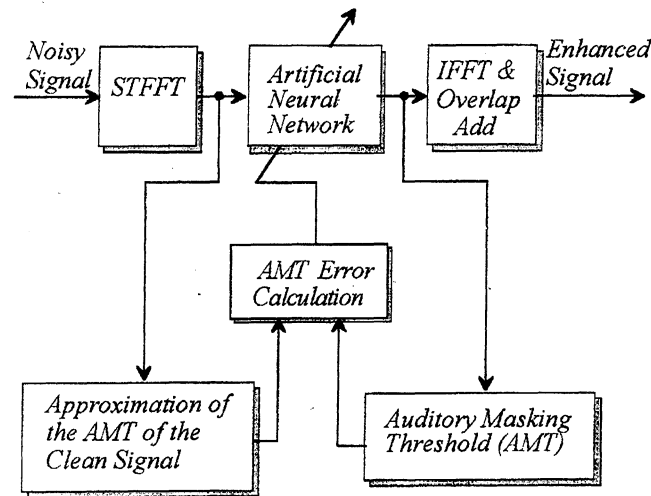 Noisy
Signal
STFFT
Artificial
Neural
Network
IFFT &
Overlap
Add
Enhanced
Signal
AMT Error
Calculation
Approximation of
the AMT of the
Clean Signal
Auditory Masking
Threshold (AMT)